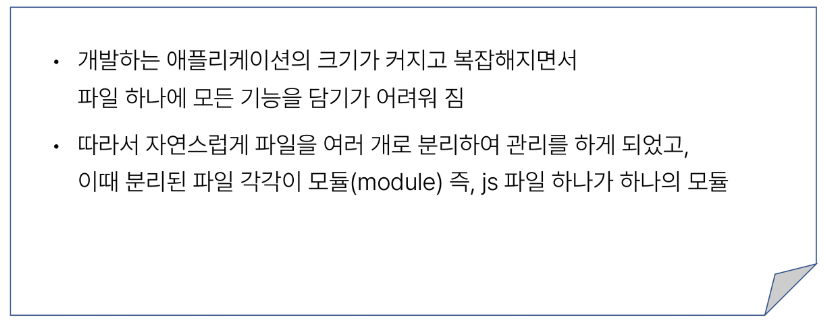 • 개발하는 애플리케이션의 크기가 커지고 복잡해지면서
파일 하나에 모든 기능을 담기가 어려워 짐
• 따라서 자연스럽게 파일을 여러 개로 분리하여 관리를 하게 되었고,
이때 분리된 파일 각각이 모듈(module) 즉, js 파일 하나가 하나의 모듈